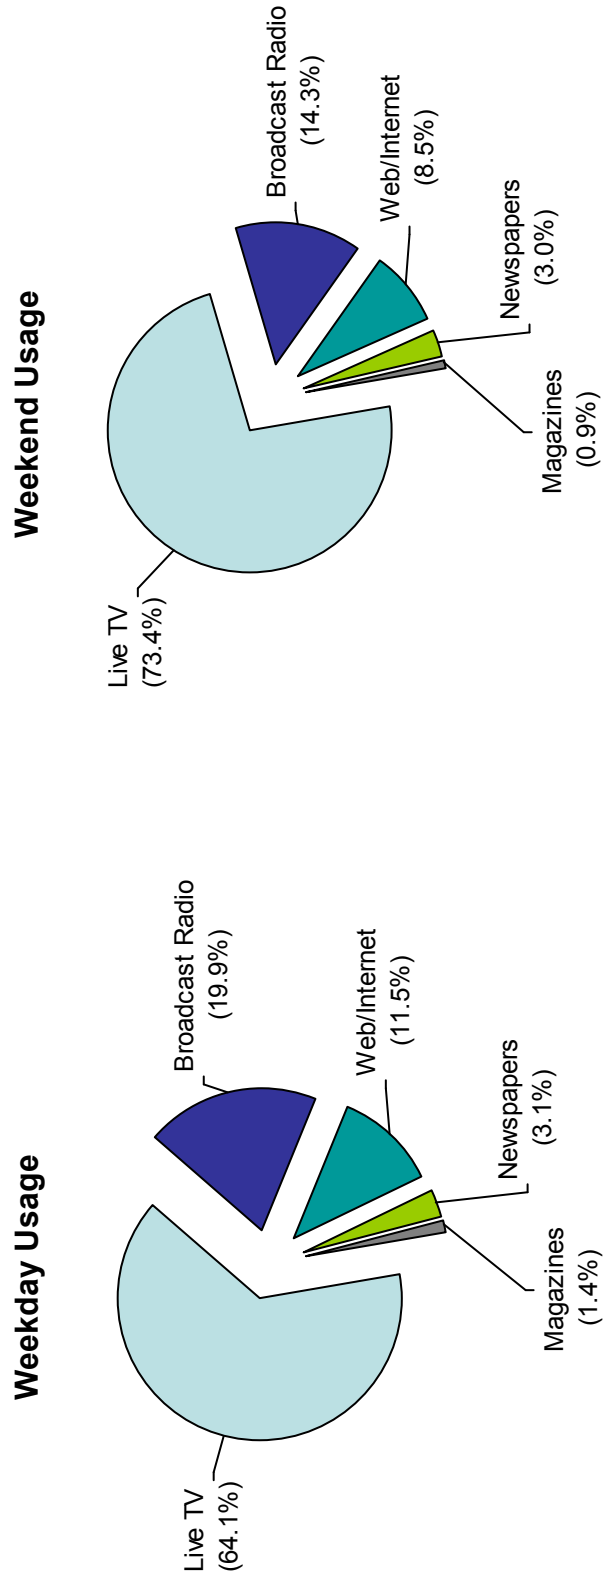 Weekday Usage
Live TV
(64.1%)
Broadcast Radio
(19.9%)
Web/Internet
(11.5%)
Newspapers
(3.1%)
Magazines
(1.4%)
Weekend Usage
Live TV
(73.4%)
Broadcast Radio
(14.3%)
Web/Internet
(8.5%)
Newspapers
(3.0%)
Magazines
(0.9%)